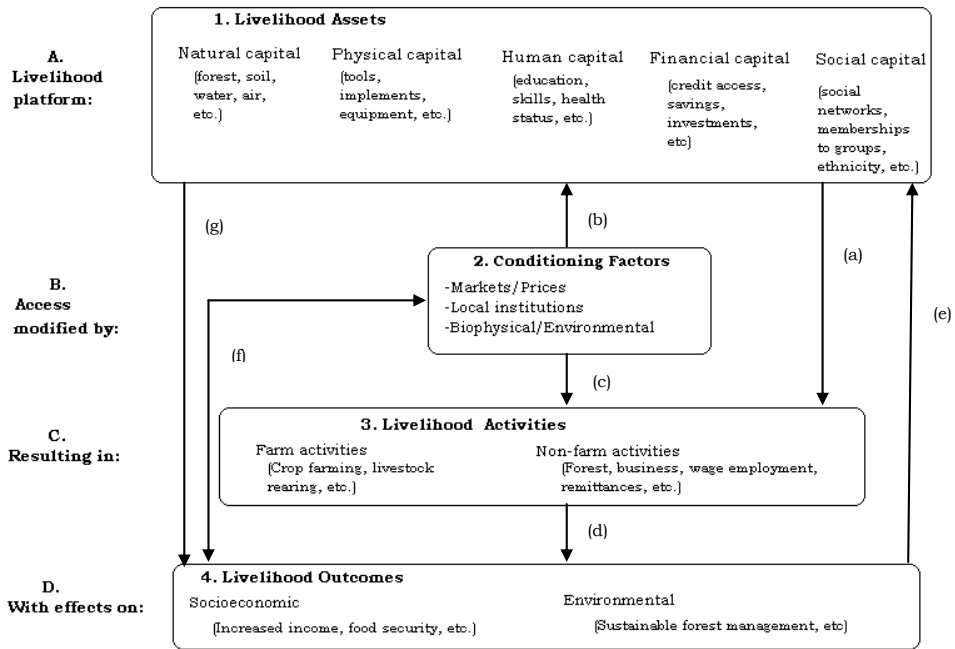 1. Livelihood Assets
A.
Livelihood
platform:
Natural capital
(forest, soil,
water, air,
etc.)
Physical capital
(tools,
implements,
equipment, etc.)
Human capital
(education,
skills, health
status, etc.)
Financial capital
(credit access,
savings,
investments,
etc)
Social capital
(social
networks,
memberships
to groups,
ethnicity, etc.)
(g)
(b)
(a)
B.
Access
modified by:
2. Conditioning Factors
-Markets/Prices
-Local institutions
-Biophysical/Environmental
(e)
(f)
(c)
C.
Resulting in:
3. Livelihood Activities
Farm activities
(Crop farming, livestock
rearing, etc.)
Non-farm activities
(Forest, business, wage employment,
remittances, etc.)
(d)
D.
With effects on:
4. Livelihood Outcomes
Socioeconomic
(Increased income, food security, etc.)
Environmental
(Sustainable forest management, etc)